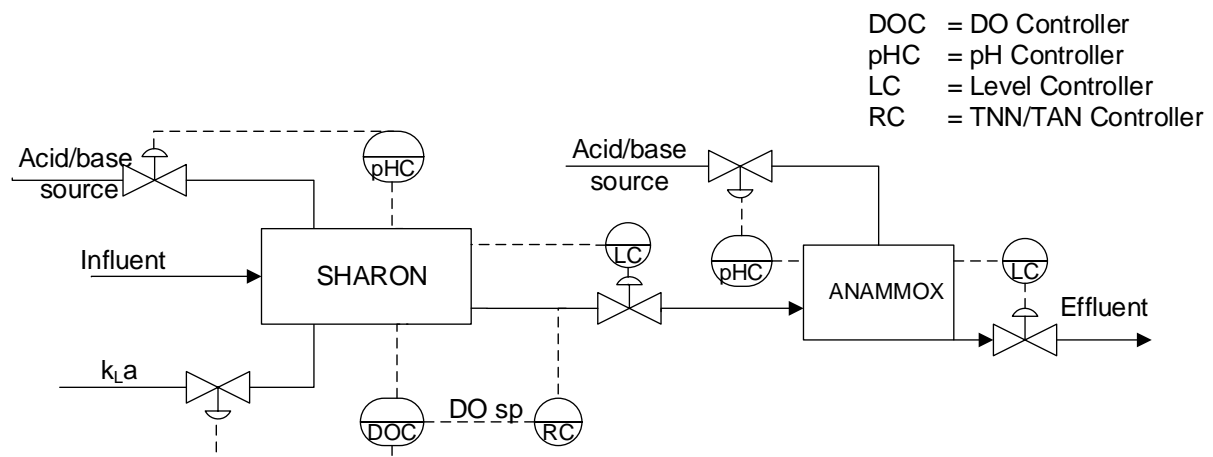 DOC = DO Controller
pHC = pH Controller
LC = Level Controller
RC = TNN/TAN Controller
Acid/base
source
pHC
Acid/base
source
Influent
SHARON
LC
pHC
ANAMMOX
LC
Effluent
kLa
DOC
DO sp
RC